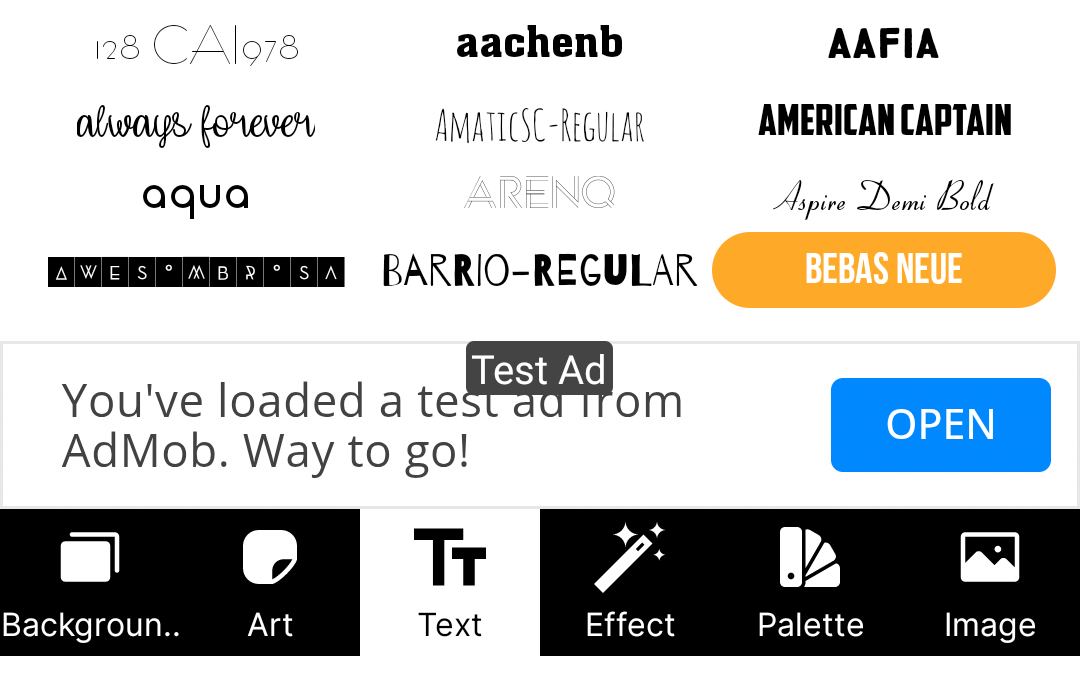 128 CAI978 aachenb AAFIA
always forever AmaticSC-Regular AMERICAN CAPTAIN
aqua ARENQ Aspire Demi Bold
AWESOMBROSA BARRIO-REGULAR BEBAS NEUE
Test Ad
You've loaded a test ad from
AdMob. Way to go!
OPEN
Backgroun.. Art Text Effect Palette Image